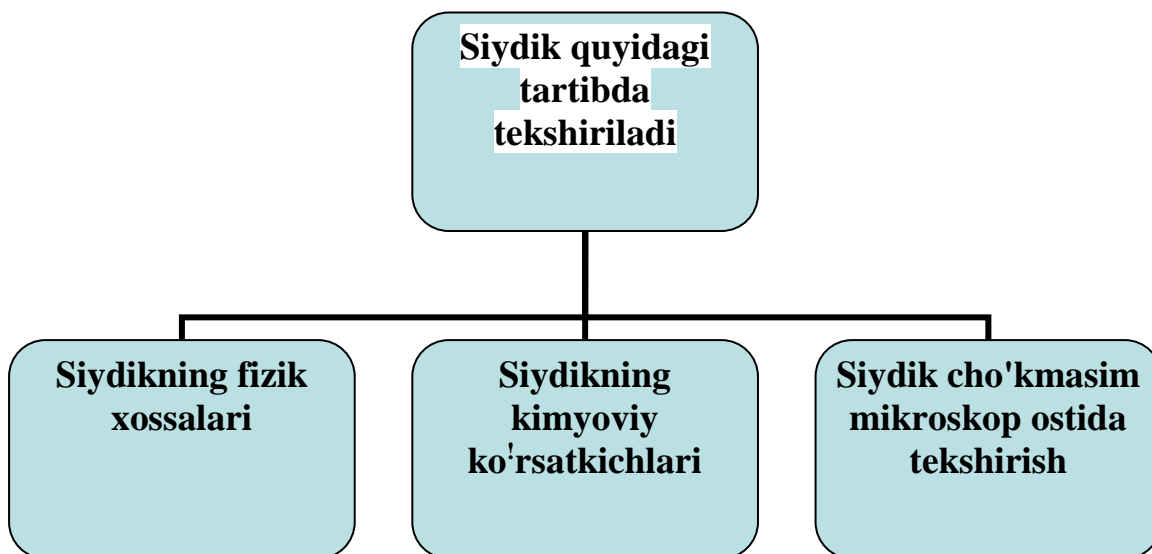 Siydik quyidagi
tartibda
tekshiriladi
Siydikning fizik
xossalari
Siydikning
kimyoviy
ko!rsatkichlari
Siydik cho'kmasim
mikroskop ostida
tekshirish